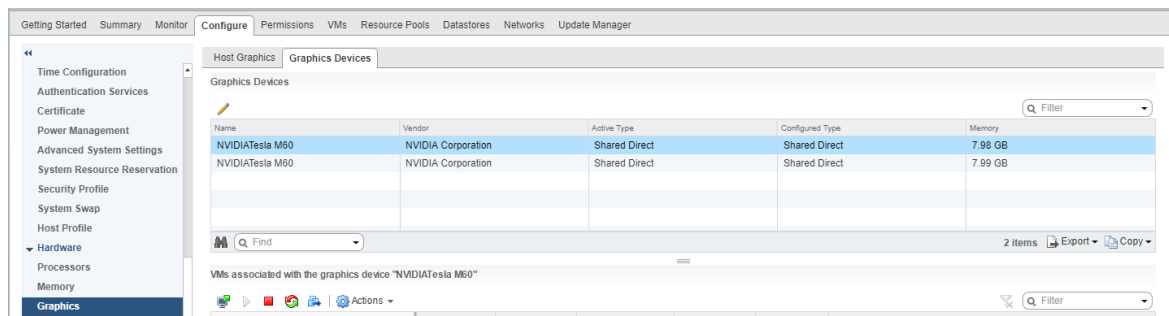 Getting Started Summary Monitor Configure Permissions VMs Resource Pools Datastores Networks Update Manager
Host Graphics Graphics Devices
Time Configuration
Authentication Services
Certificate
Power Management
Advanced System Settings
System Resource Reservation
Security Profile
System Swap
Host Profile
Hardware
Processors
Memory
Graphics
Graphics Devices
Filter
Name Vendor Active Type Configured Type Memory
NVIDIATesla M60 NVIDIA Corporation Shared Direct Shared Direct 7.98 GB
NVIDIATesla M60 NVIDIA Corporation Shared Direct Shared Direct 7.99 GB
Find 2 items Export Copy
VMs associated with the graphics device "NVIDIATesla M60"
Actions Filter